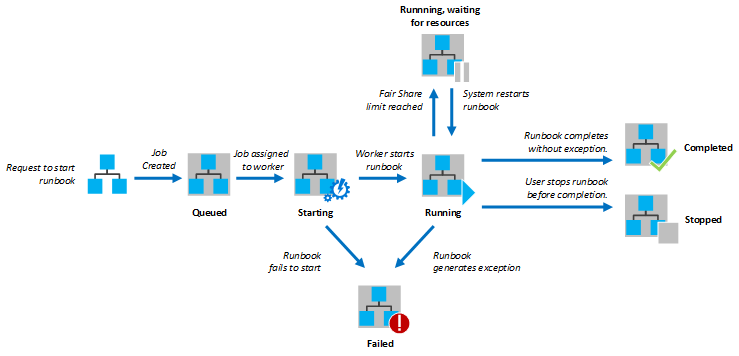 Runnning, waiting
for resources
Fair Share
limit reached
System restarts
runbook
Request to start
runbook
Job
Created
Job assigned
to worker
Worker starts
runbook
Runbook completes
without exception.
Completed
User stops runbook
before completion.
Queued
Starting
Running
Stopped
Runbook
fails to start
Runbook
generates exception
Failed